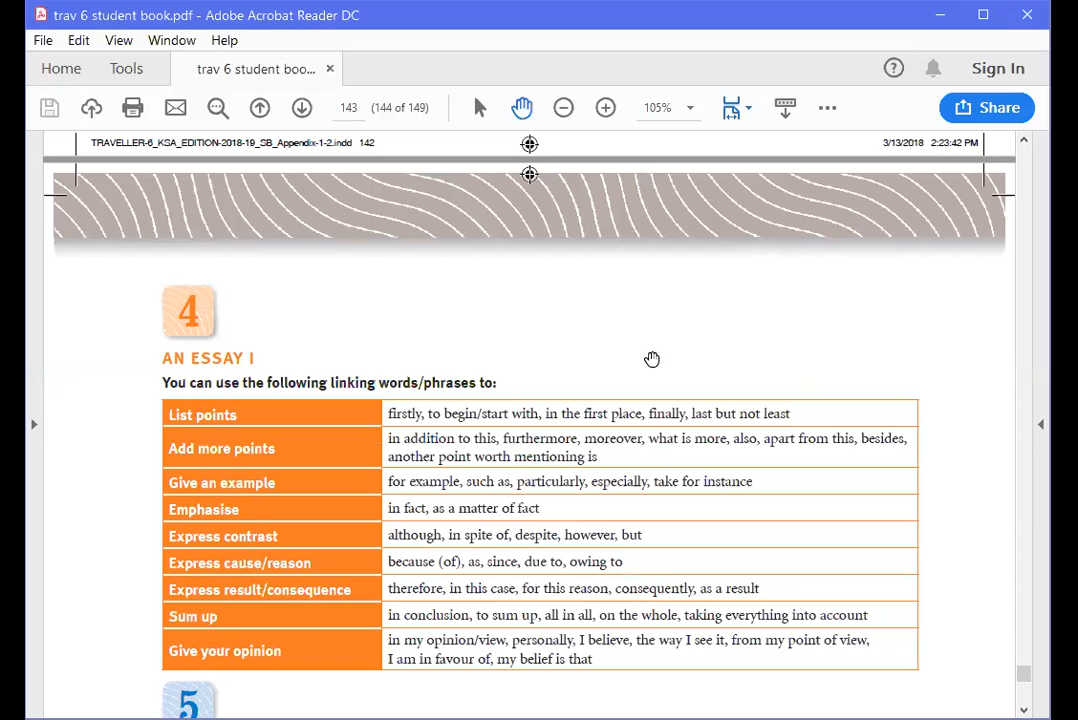 trav 6 student book.pdf - Adobe Acrobat Reader DC
File Edit View Window Help
Home Tools trav 6 student boo... × Sign In
143 (144 of 149) 105% Share
TRAVELLER-6_KSA_EDITION-2018-19_SB_Appendix-1-2.indd 142 3/13/2018 2:23:42 PM
4
AN ESSAY I
You can use the following linking words/phrases to:
List points firstly, to begin/start with, in the first place, finally, last but not least
Add more points in addition to this, furthermore, moreover, what is more, also, apart from this, besides,
another point worth mentioning is
Give an example for example, such as, particularly, especially, take for instance
Emphasise in fact, as a matter of fact
Express contrast although, in spite of, despite, however, but
Express cause/reason because (of), as, since, due to, owing to
Express result/consequence therefore, in this case, for this reason, consequently, as a result
Sum up in conclusion, to sum up, all in all, on the whole, taking everything into account
Give your opinion in my opinion/view, personally, I believe, the way I see it, from my point of view,
I am in favour of, my belief is that
5